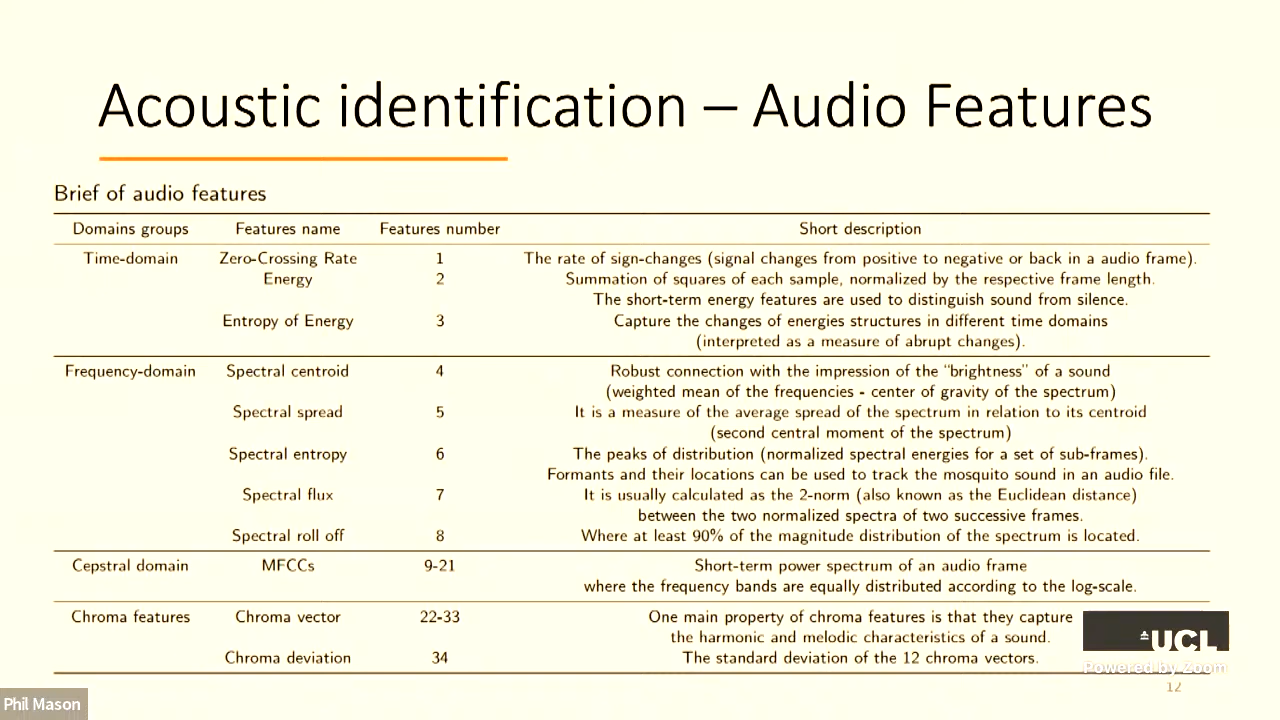 Acoustic identification – Audio Features
Brief of audio features
Domains groups Features name Features number Short description
Time-domain Zero-Crossing Rate 1 The rate of sign-changes (signal changes from positive to negative or back in a audio frame).
Energy 2 Summation of squares of each sample, normalized by the respective frame length.
The short-term energy features are used to distinguish sound from silence.
Entropy of Energy 3 Capture the changes of energies structures in different time domains
(interpreted as a measure of abrupt changes).
Frequency-domain Spectral centroid 4 Robust connection with the impression of the “brightness” of a sound
(weighted mean of the frequencies - center of gravity of the spectrum)
Spectral spread 5 It is a measure of the average spread of the spectrum in relation to its centroid
(second central moment of the spectrum)
Spectral entropy 6 The peaks of distribution (normalized spectral energies for a set of sub-frames).
Formants and their locations can be used to track the mosquito sound in an audio file.
Spectral flux 7 It is usually calculated as the 2-norm (also known as the Euclidean distance)
between the two normalized spectra of two successive frames.
Spectral roll off 8 Where at least 90% of the magnitude distribution of the spectrum is located.
Cepstral domain MFCCs 9-21 Short-term power spectrum of an audio frame
where the frequency bands are equally distributed according to the log-scale.
Chroma features Chroma vector 22-33 One main property of chroma features is that they capture
the harmonic and melodic characteristics of a sound.
Chroma deviation 34 The standard deviation of the 12 chroma vectors.
UCL
Powered by Zoom
12
Phil Mason